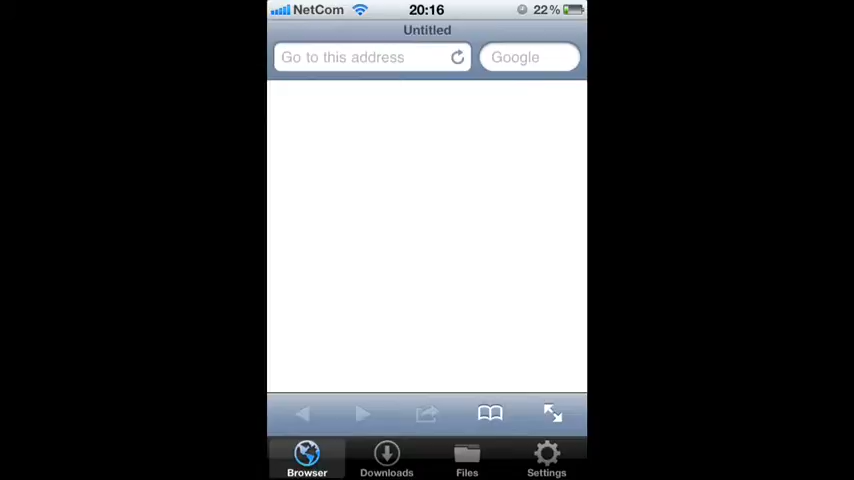 NetCom 20:16 22%
Untitled
Go to this address Google
Browser Downloads Files Settings